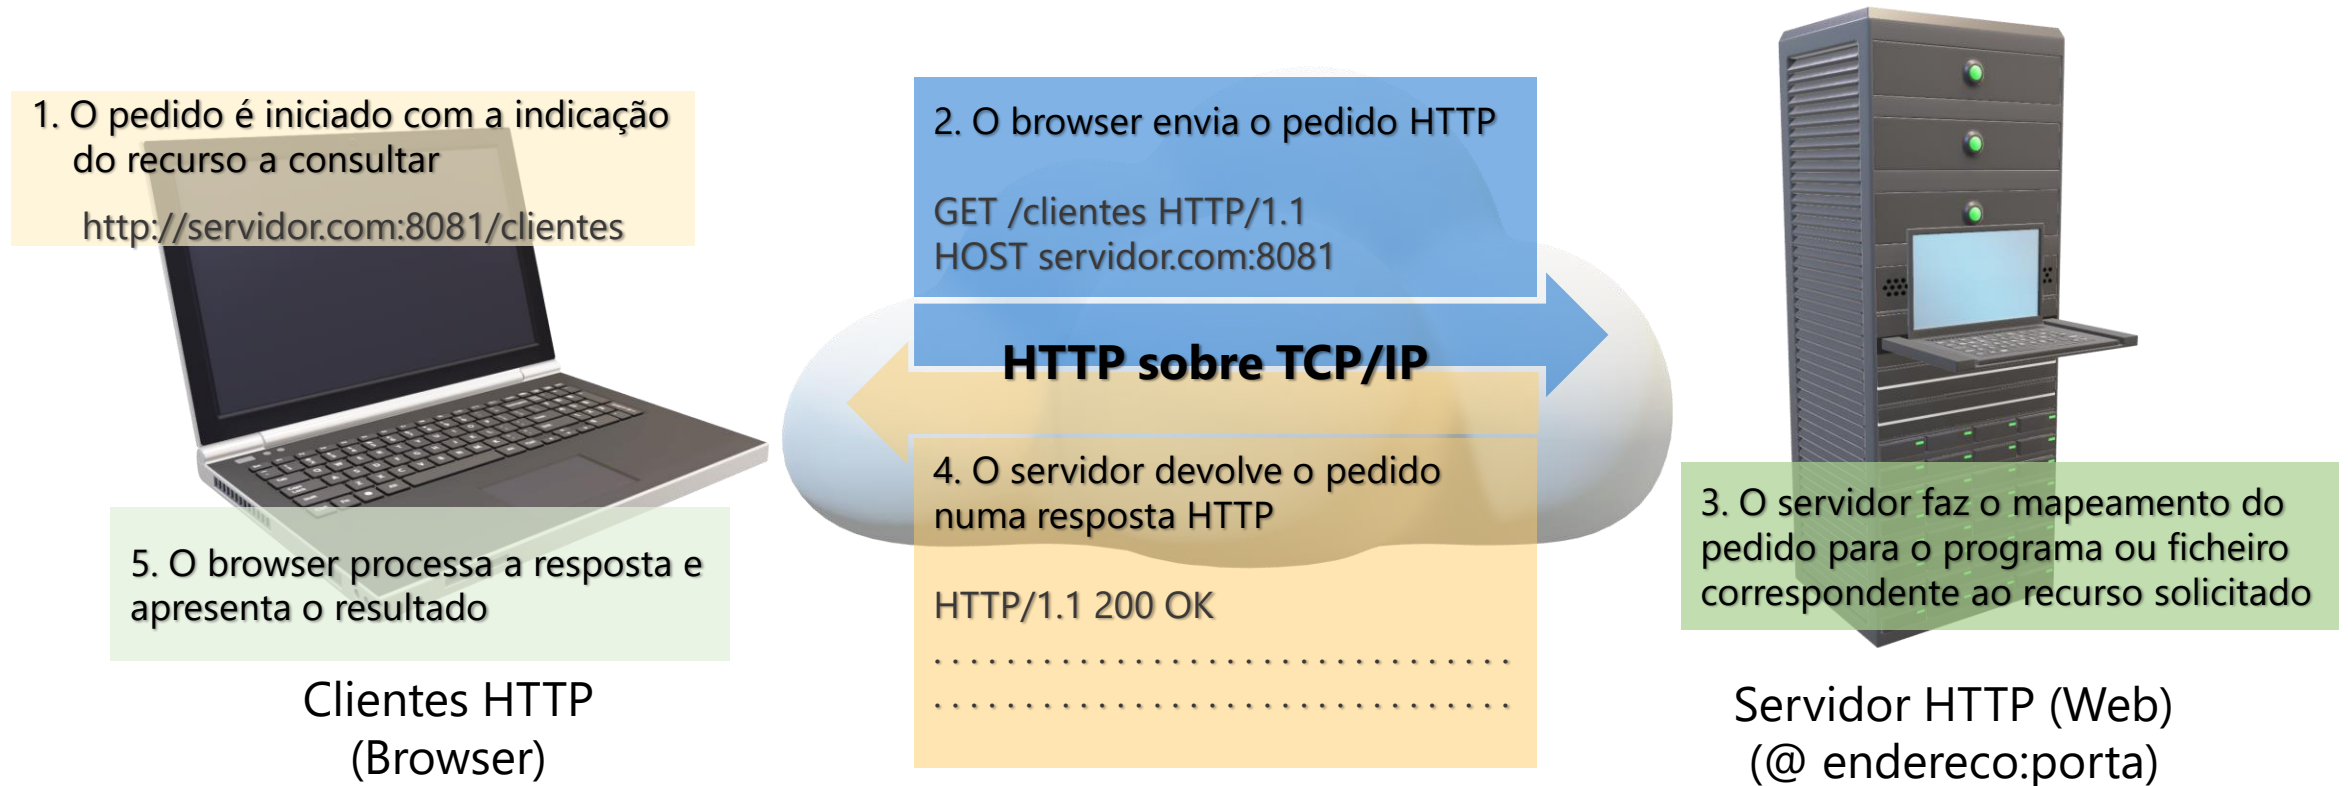 1. O pedido é iniciado com a indicação
do recurso a consultar
http://servidor.com:8081/clientes
2. O browser envia o pedido HTTP
GET /clientes HTTP/1.1
HOST servidor.com:8081
HTTP sobre TCP/IP
3. O servidor faz o mapeamento do
pedido para o programa ou ficheiro
correspondente ao recurso solicitado
4. O servidor devolve o pedido
numa resposta HTTP
HTTP/1.1 200 OK
. . . . . . . . . . . . . . . . . . . . . . . . . . . . . . . .
. . . . . . . . . . . . . . . . . . . . . . . . . . . . . . . .
5. O browser processa a resposta e
apresenta o resultado
Clientes HTTP
(Browser)
Servidor HTTP (Web)
(@ endereco:porta)